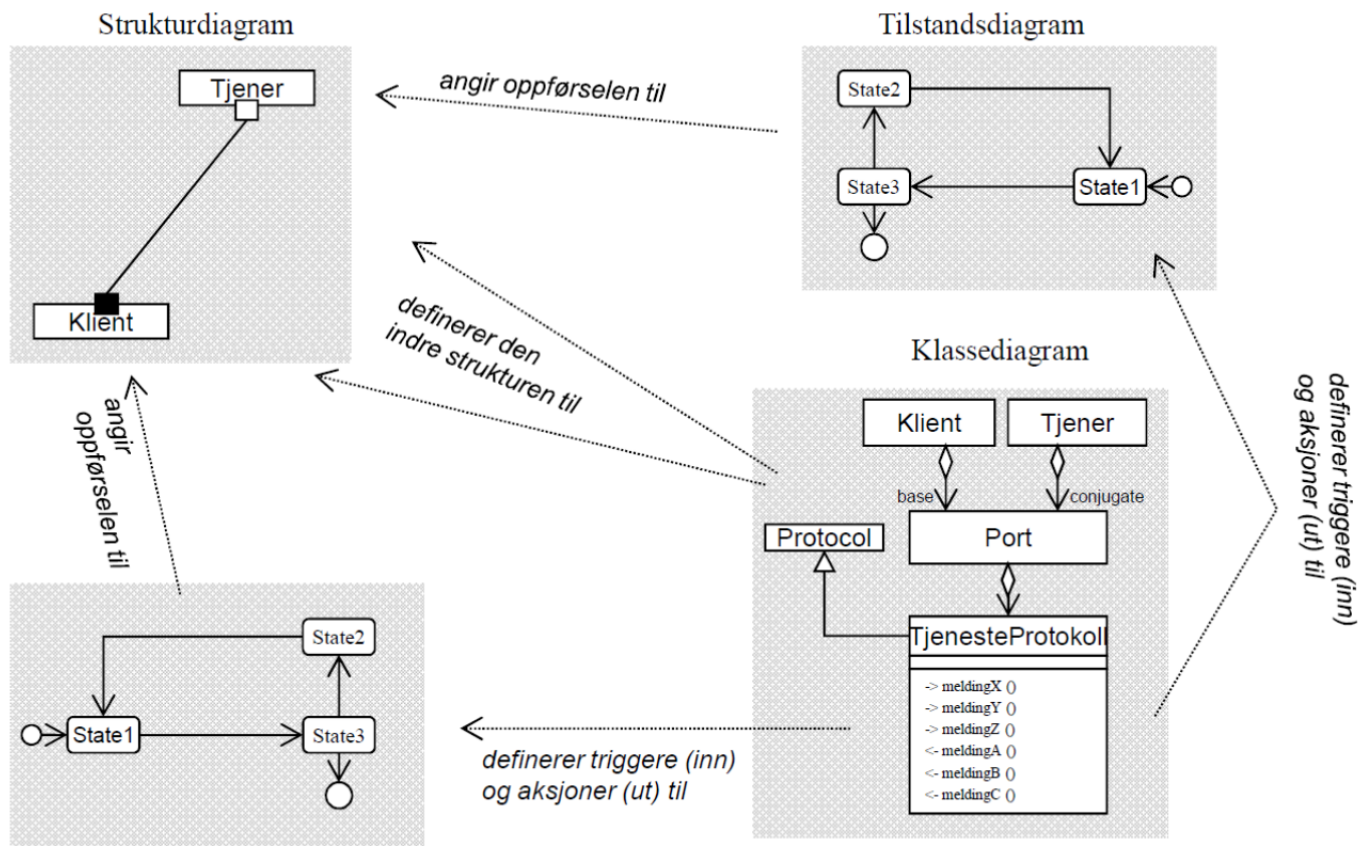 Strukturdiagram
Tjener
Klient
angir oppførselen til
Tilstandsdiagram
State2
State3
State1
definerer den
indre strukturen til
angir
oppførselen til
Klassediagram
Klient
Tjener
base
conjugate
Protocol
Port
TjenesteProtokoll
-> meldingX ()
-> meldingY ()
-> meldingZ ()
<- meldingA ()
<- meldingB ()
<- meldingC ()
definerer triggere (inn)
og aksjoner (ut) til
State2
State1
State3
definerer triggere (inn)
og aksjoner (ut) til